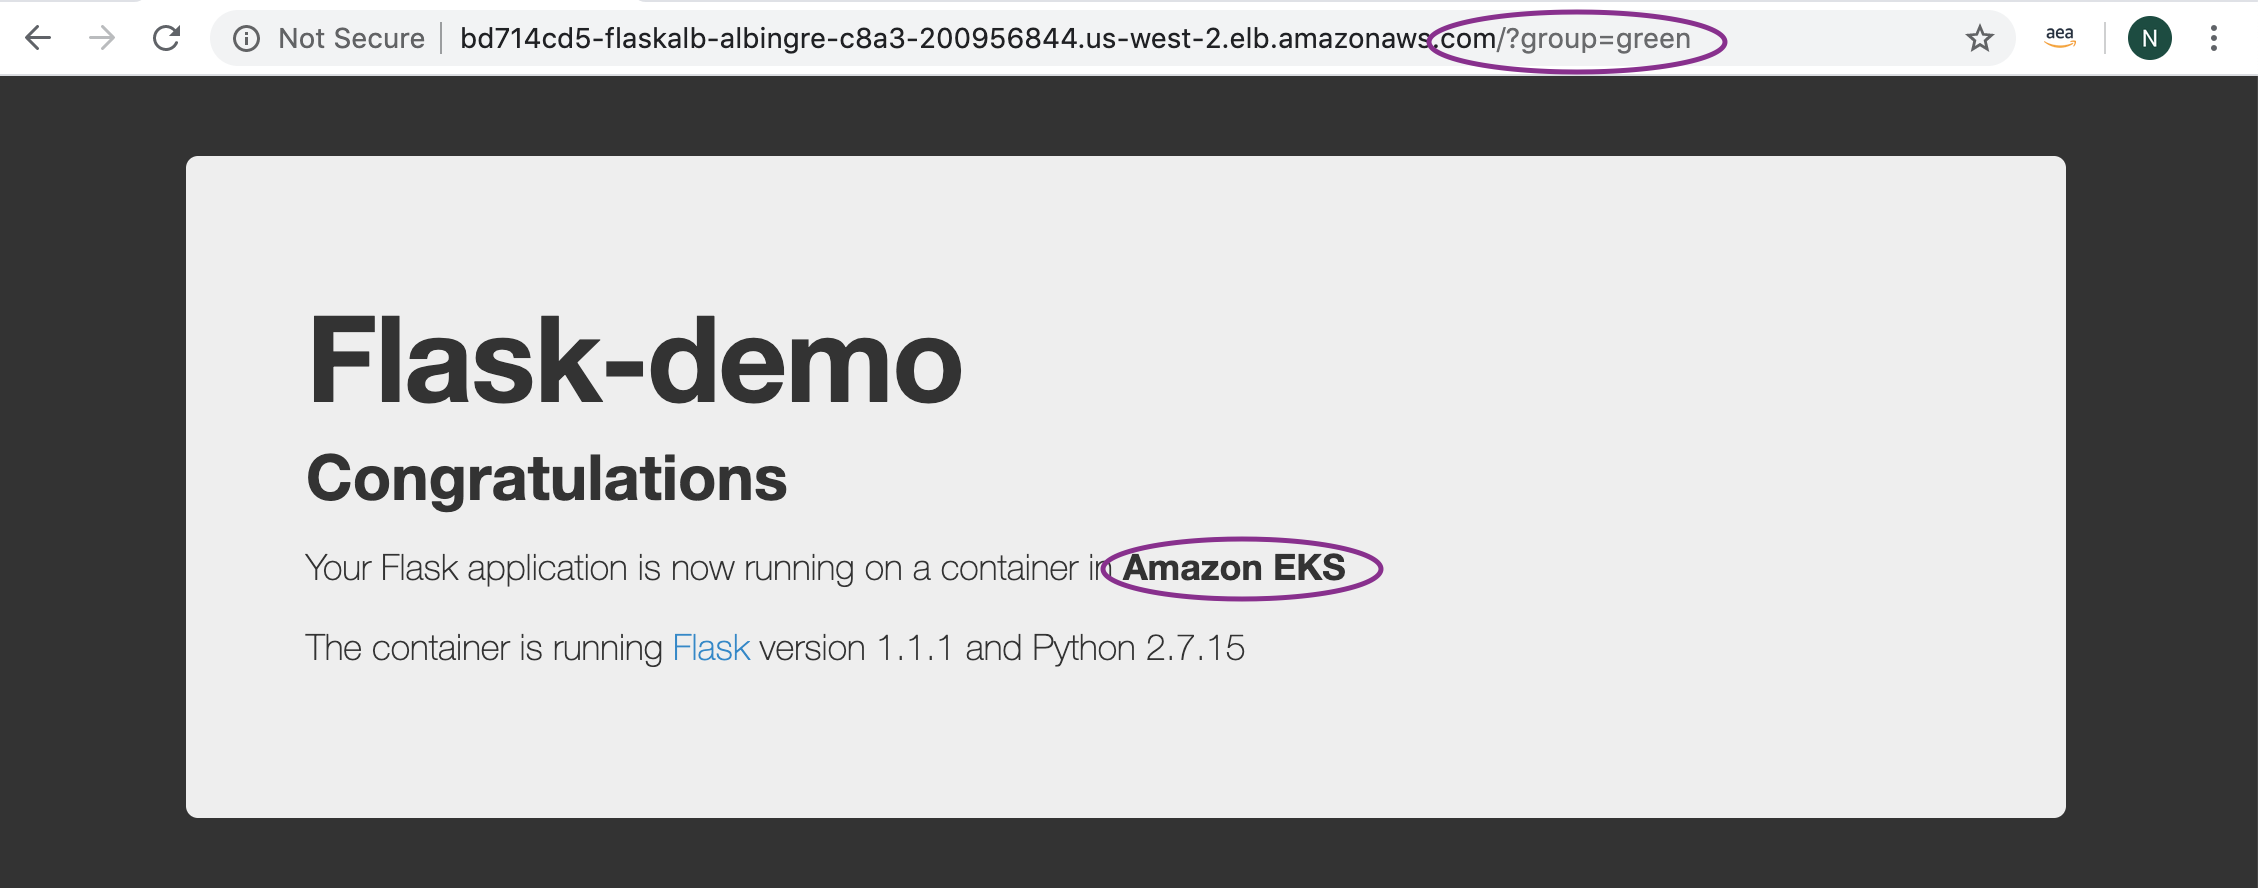 Not Secure bd714cd5-flaskalb-albingre-c8a3-200956844.us-west-2.elb.amazonaws.com/?group=green aea N
Flask-demo
Congratulations
Your Flask application is now running on a container in Amazon EKS
The container is running Flask version 1.1.1 and Python 2.7.15